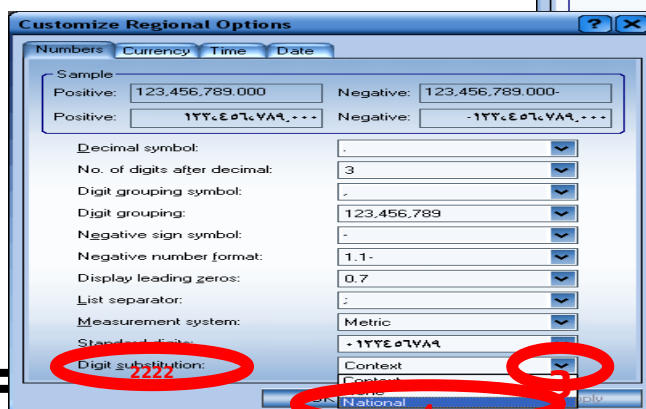 Customize Regional Options
Numbers Currency Time Date
Sample
Positive: 123,456,789.000 Negative: 123,456,789.000-
Positive: ١٢٣،٤٥٦،٧٨٩.٠٠٠ Negative: -١٢٣،٤٥٦،٧٨٩.٠٠٠
Decimal symbol: .
No. of digits after decimal: 3
Digit grouping symbol: ,
Digit grouping: 123,456,789
Negative sign symbol: -
Negative number format: 1.1-
Display leading zeros: 0.7
List separator: ;
Measurement system: Metric
Standard digits: ٠١٢٣٤٥٦٧٨٩
Digit substitution: Context
2222
Context
National